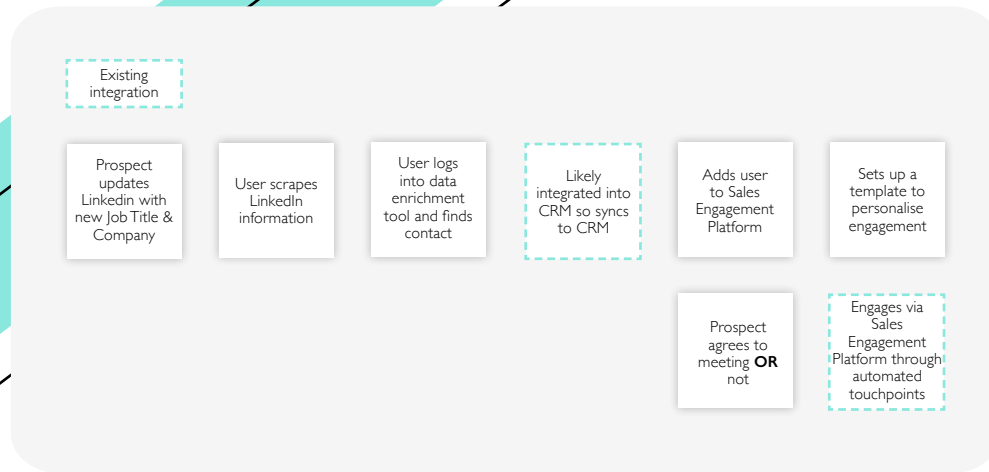 Existing
integration
Prospect
updates
Linkedin with
new Job Title &
Company
User scrapes
LinkedIn
information
User logs
into data
enrichment
tool and finds
contact
Likely
integrated into
CRM so syncs
to CRM
Adds user
to Sales
Engagement
Platform
Sets up a
template to
personalise
engagement
Prospect
agrees to
meeting OR
not
Engages via
Sales
Engagement
Platform through
automated
touchpoints